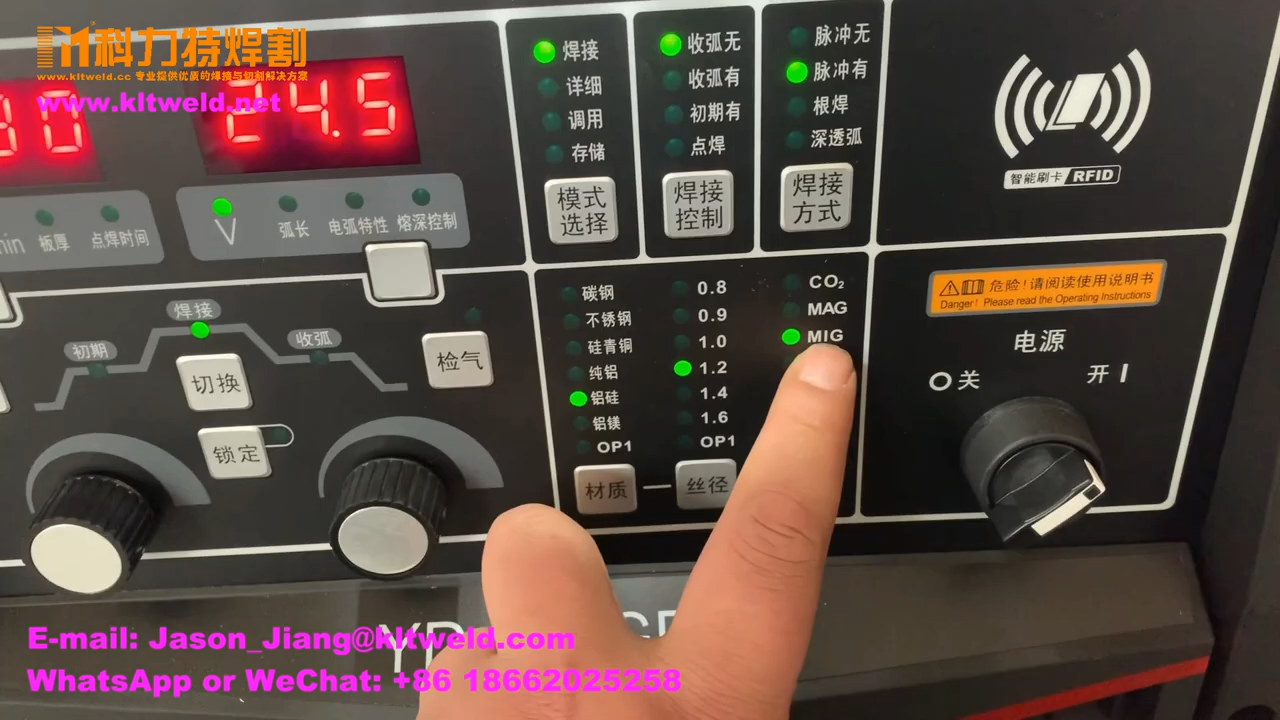 科力特焊割
www.kltweld.cc 专业提供优质的焊接与切割解决方案
www.kltweld.net
80
24.5
板厚
点焊时间
V
弧长
电弧特性
熔深控制
焊接
详细
调用
存储
模式
选择
收弧无
收弧有
初期有
点焊
焊接
控制
脉冲无
脉冲有
根焊
深透弧
焊接
方式
智能刷卡 RFID
初期
焊接
收弧
切换
锁定
检气
碳钢
不锈钢
硅青铜
纯铝
铝硅
铝镁
OP1
材质
0.8
0.9
1.0
1.2
1.4
1.6
OP1
丝径
CO₂
MAG
MIG
危险！请阅读使用说明书
Danger！ Please read the Operating Instructions
电源
关
开
E-mail: Jason_Jiang@kltweld.com
WhatsApp or WeChat: +86 18662025258